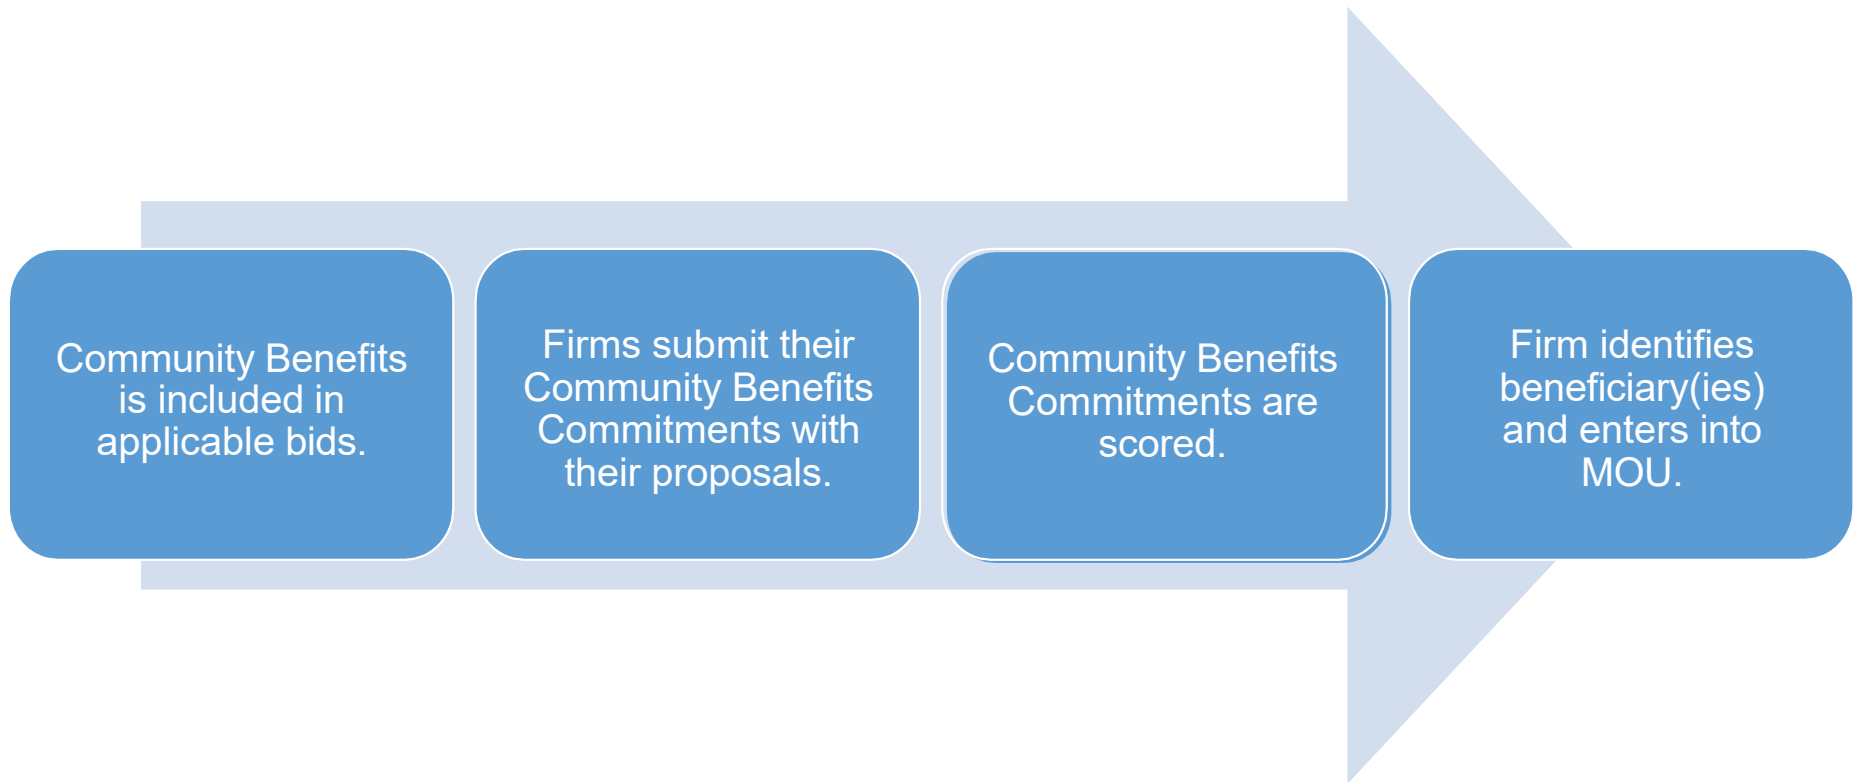 Community Benefits
is included in
applicable bids.
Firms submit their
Community Benefits
Commitments with
their proposals.
Community Benefits
Commitments are
scored.
Firm identifies
beneficiary(ies)
and enters into
MOU.